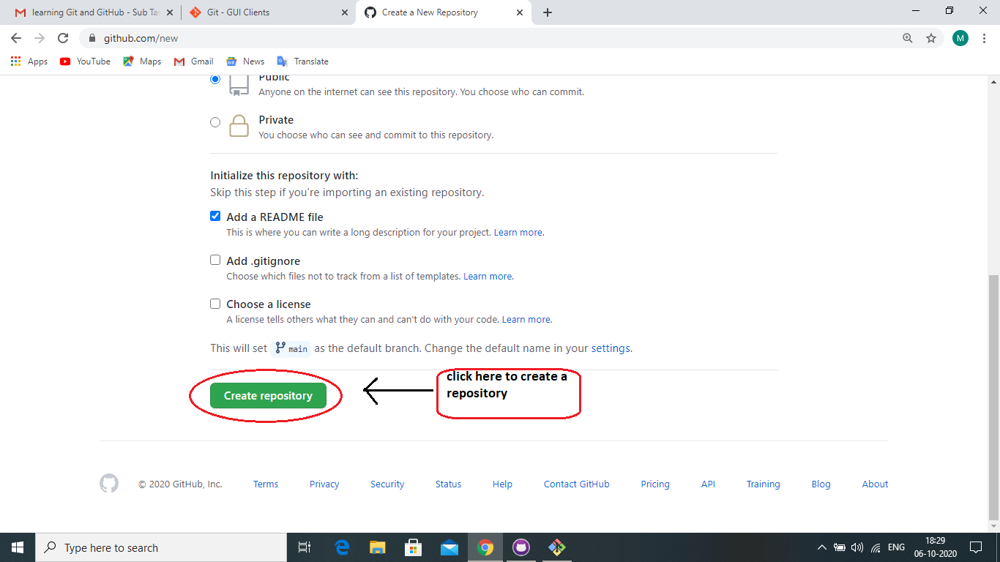 learning Git and GitHub - Sub Tas
Git - GUI Clients
Create a New Repository
github.com/new
M
Apps
YouTube
Maps
Gmail
News
Translate
Public
Anyone on the internet can see this repository. You choose who can commit.
Private
You choose who can see and commit to this repository.
Initialize this repository with:
Skip this step if you’re importing an existing repository.
Add a README file
This is where you can write a long description for your project. Learn more.
Add .gitignore
Choose which files not to track from a list of templates. Learn more.
Choose a license
A license tells others what they can and can't do with your code. Learn more.
This will set main as the default branch. Change the default name in your settings.
Create repository
click here to create a
repository
© 2020 GitHub, Inc.
Terms
Privacy
Security
Status
Help
Contact GitHub
Pricing
API
Training
Blog
About
Type here to search
ENG
18:29
06-10-2020